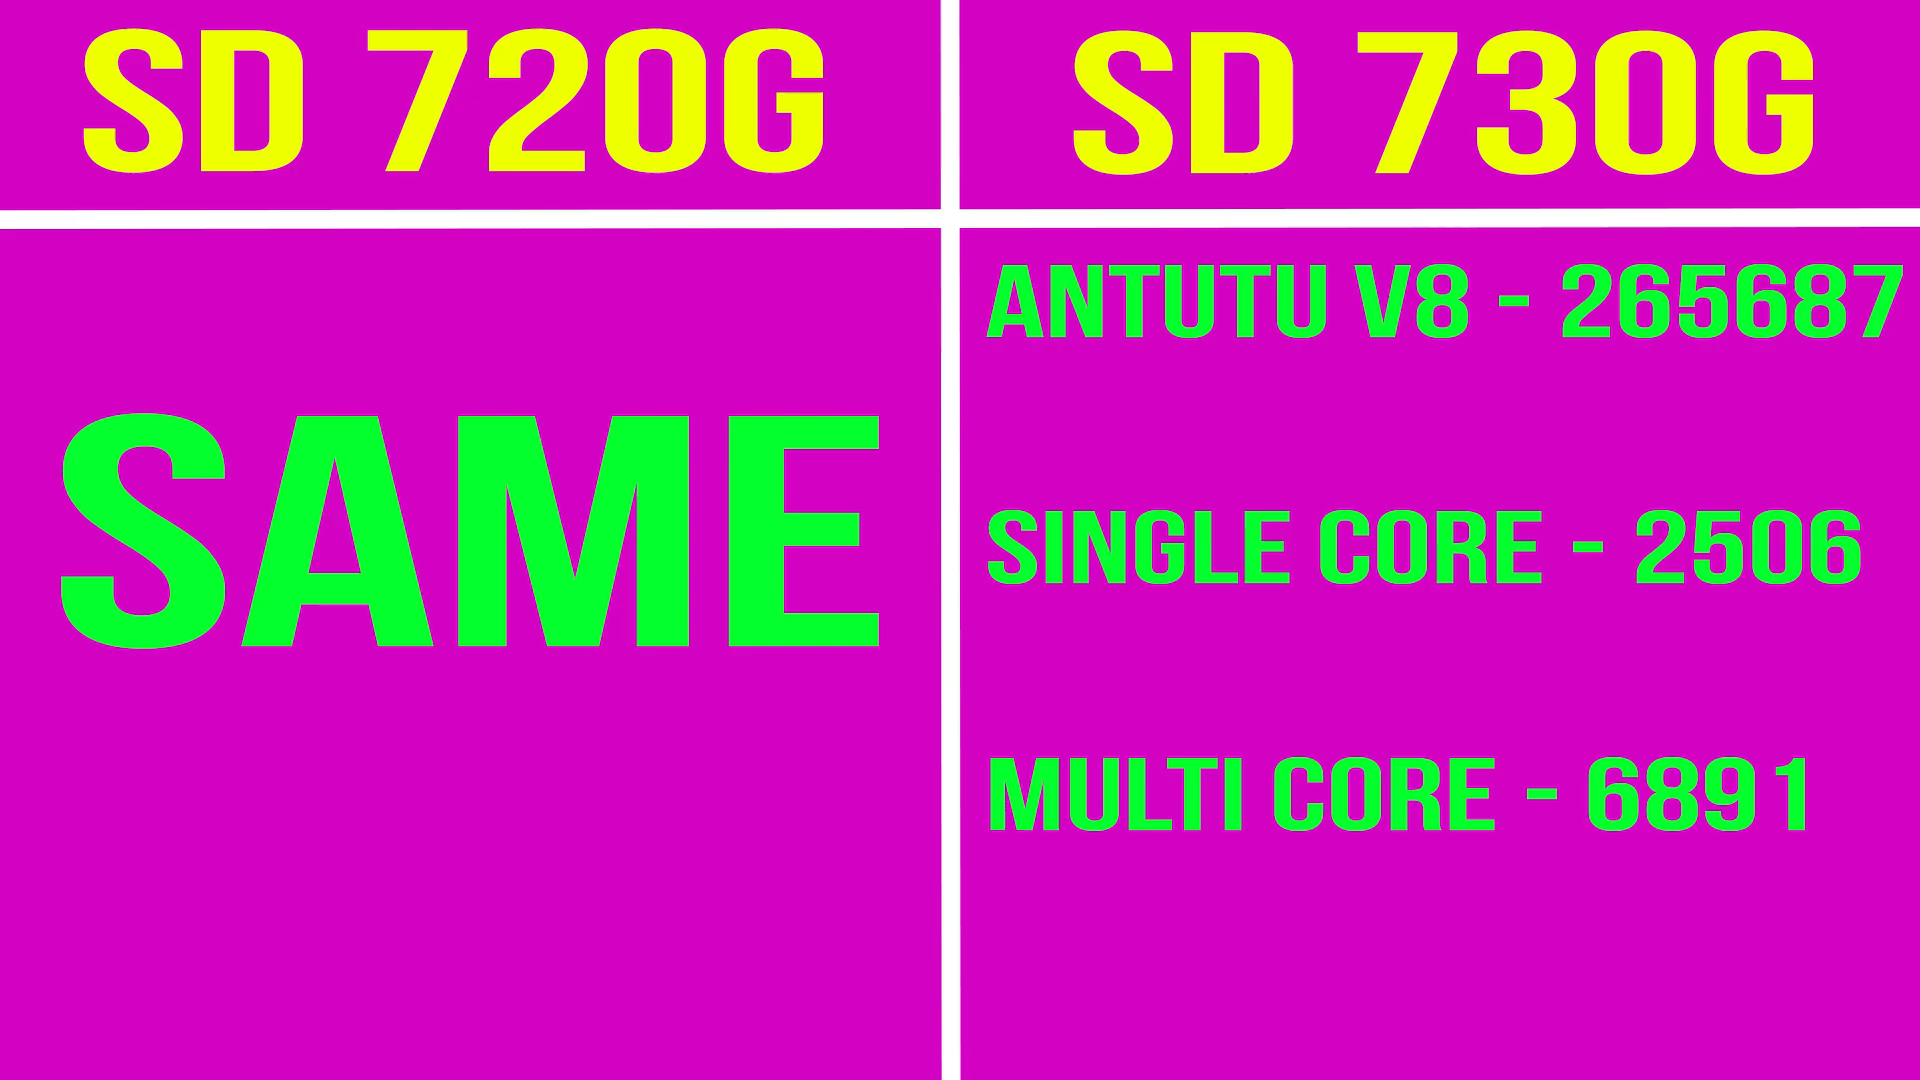 SD 720G
SD 730G
SAME
ANTUTU V8 - 265687
SINGLE CORE - 2506
MULTI CORE - 6891